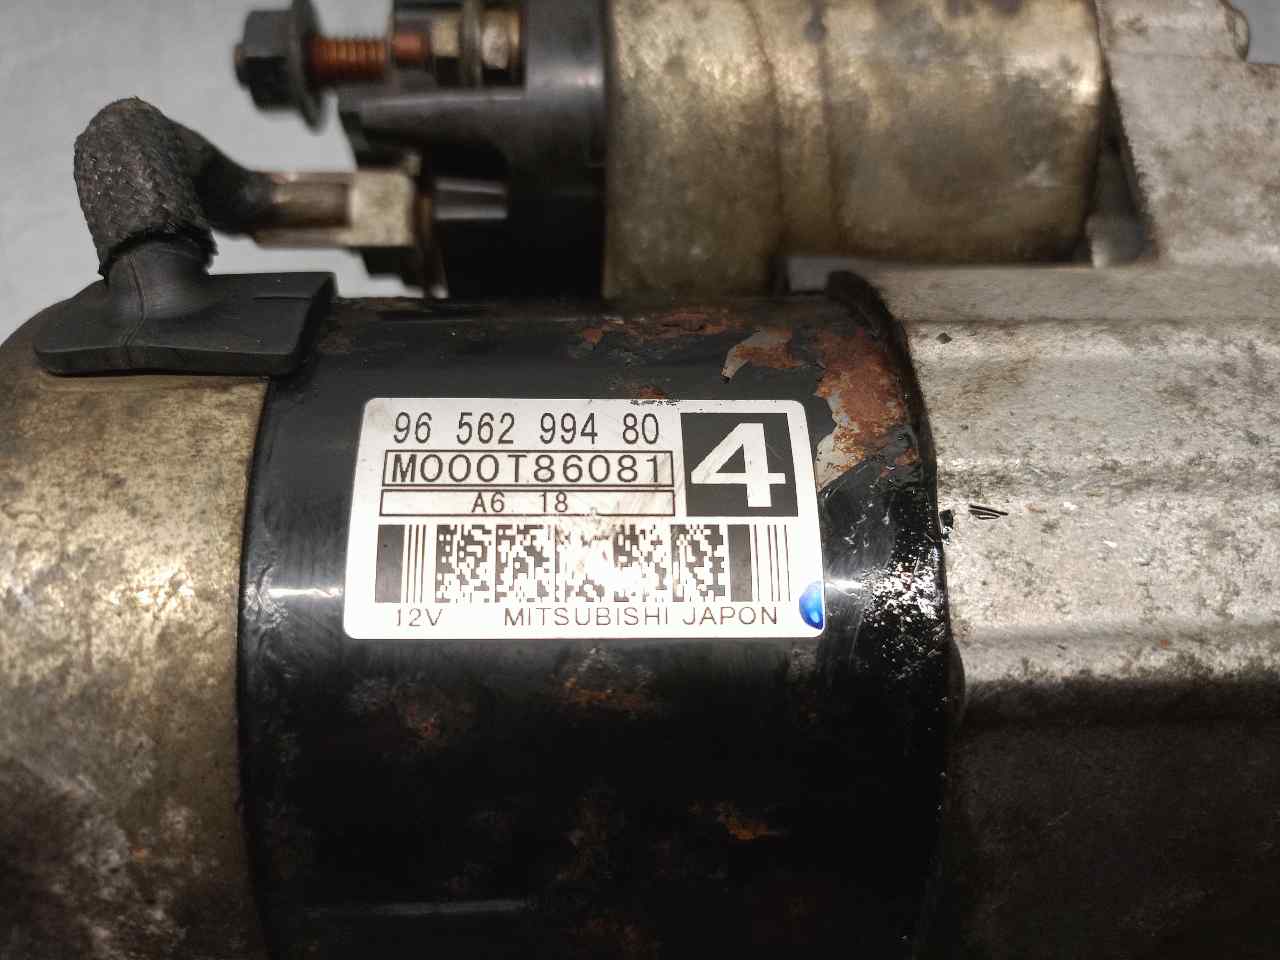 96 562 994 80
4
M000T86081
A6 18
12V MITSUBISHI JAPON